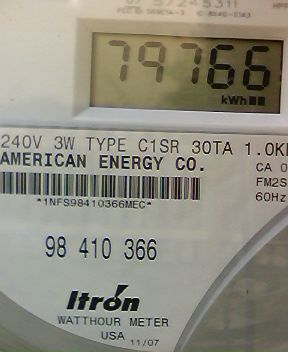 79766
kWh
240V 3W TYPE C1SR 30TA 1.0K
AMERICAN ENERGY CO.
CA 0
FM2S
60Hz
*1NFS98410366MEC*
98 410 366
Itron
WATTHOUR METER
USA 11/07